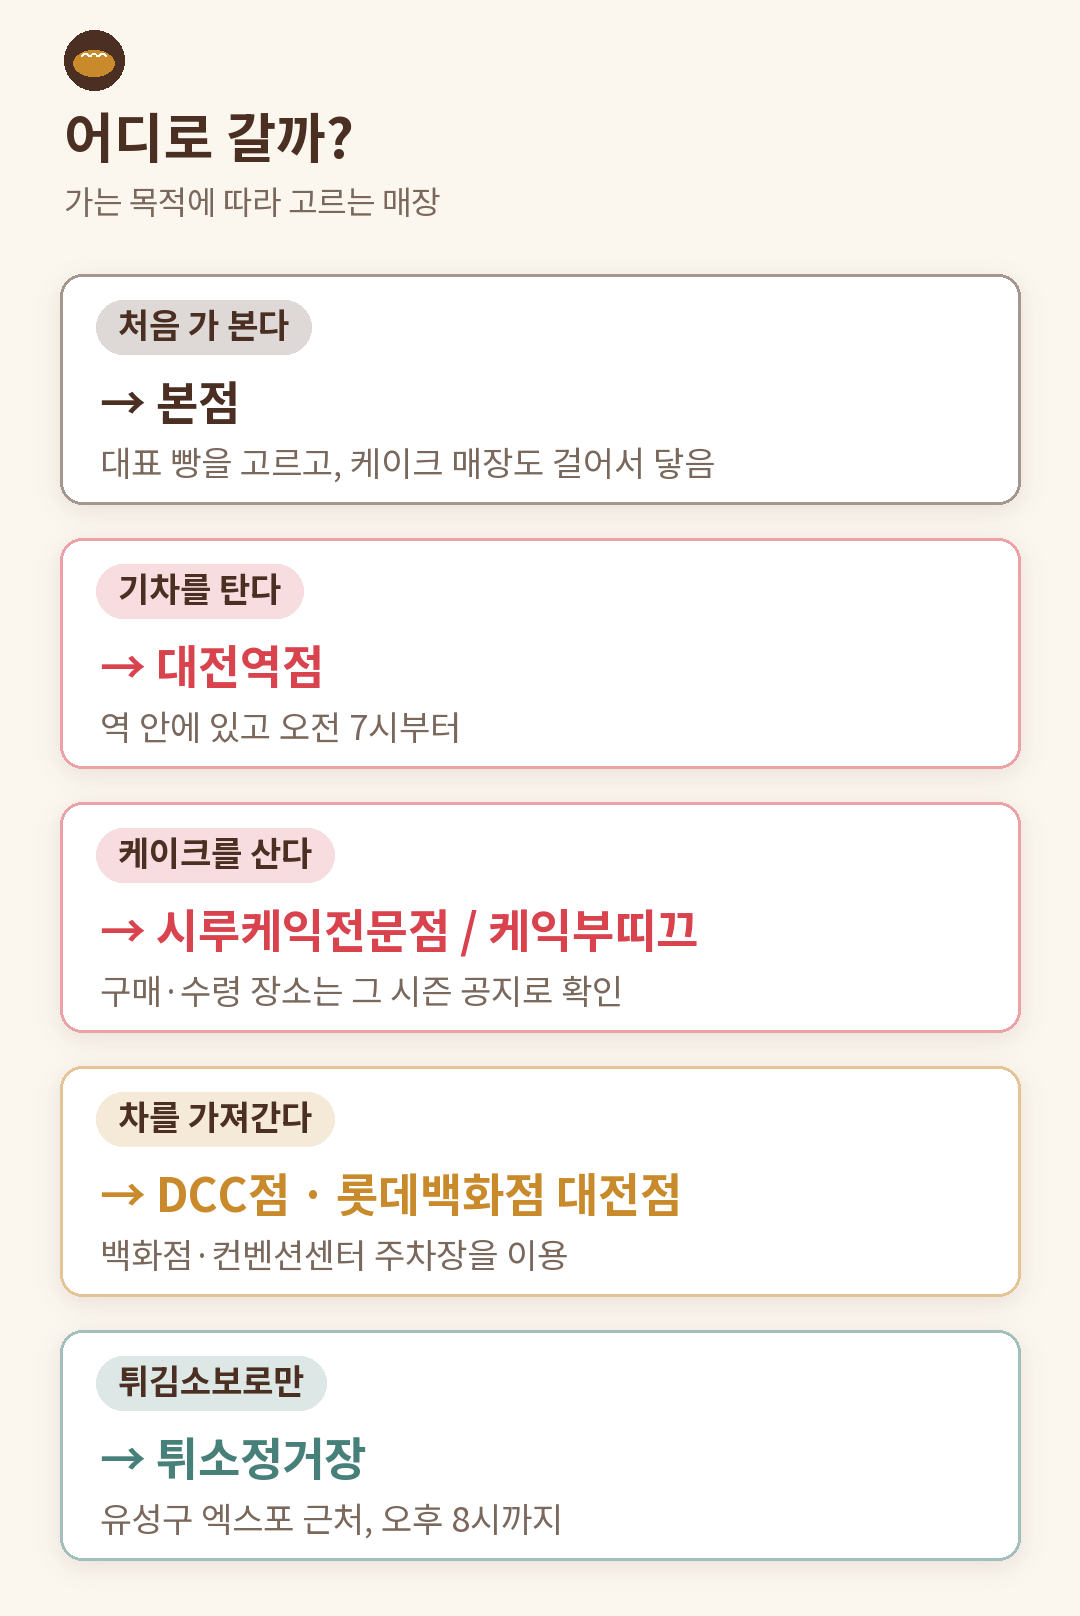 어디로 갈까?
가는 목적에 따라 고르는 매장
처음 가 본다
→ 본점
대표 빵을 고르고, 케이크 매장도 걸어서 닿음
기차를 탄다
→ 대전역점
역 안에 있고 오전 7시부터
케이크를 산다
→ 시루케익전문점 / 케익부띠끄
구매·수령 장소는 그 시즌 공지로 확인
차를 가져간다
→ DCC점 · 롯데백화점 대전점
백화점·컨벤션센터 주차장을 이용
튀김소보로만
→ 튀소정거장
유성구 엑스포 근처, 오후 8시까지